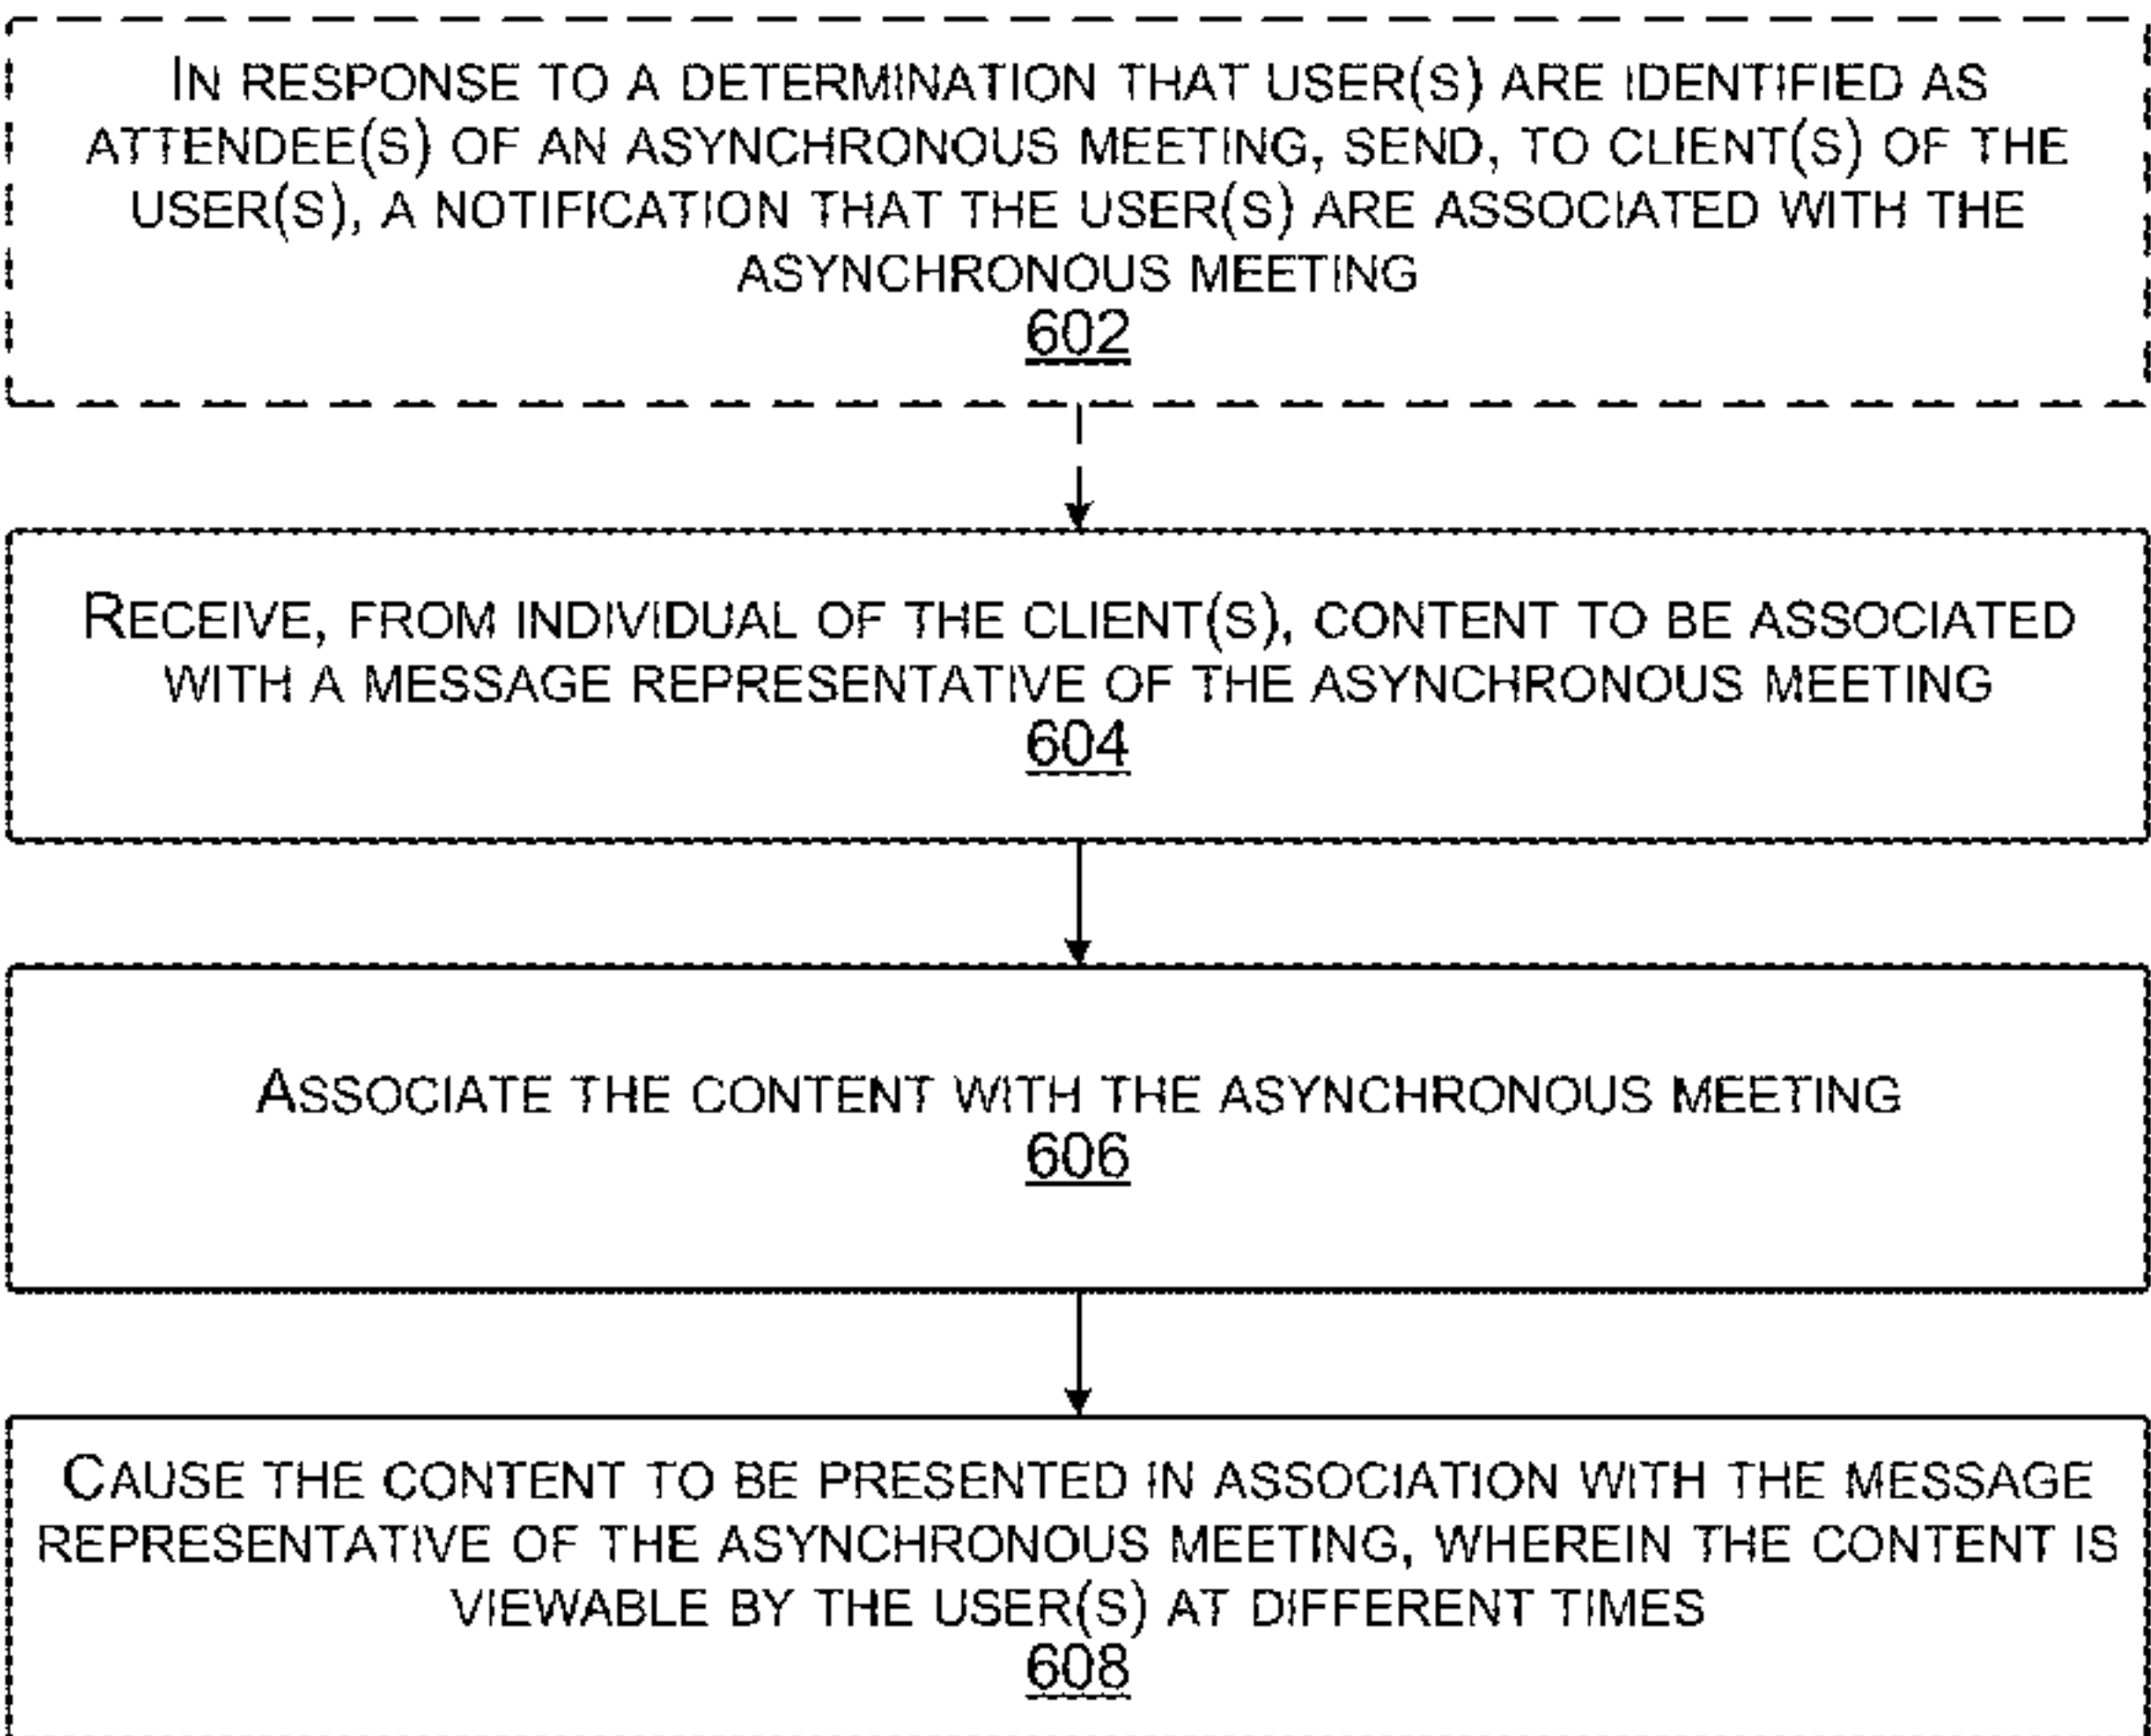 IN RESPONSE TO A DETERMINATION THAT USER(S) ARE IDENTIFIED AS
ATTENDEE(S) OF AN ASYNCHRONOUS MEETING, SEND, TO CLIENT(S) OF THE
USER(S), A NOTIFICATION THAT THE USER(S) ARE ASSOCIATED WITH THE
ASYNCHRONOUS MEETING
602
RECEIVE, FROM INDIVIDUAL OF THE CLIENT(S), CONTENT TO BE ASSOCIATED
WITH A MESSAGE REPRESENTATIVE OF THE ASYNCHRONOUS MEETING
604
ASSOCIATE THE CONTENT WITH THE ASYNCHRONOUS MEETING
606
CAUSE THE CONTENT TO BE PRESENTED IN ASSOCIATION WITH THE MESSAGE
REPRESENTATIVE OF THE ASYNCHRONOUS MEETING, WHEREIN THE CONTENT IS
VIEWABLE BY THE USER(S) AT DIFFERENT TIMES
608